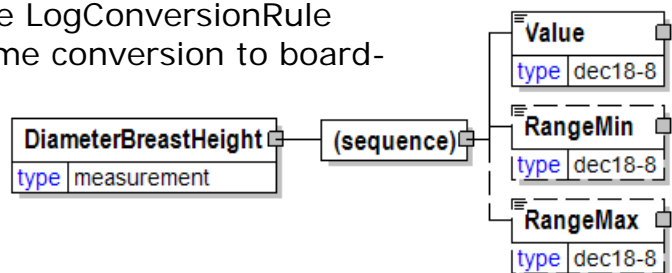 e LogConversionRule
me conversion to board-
Value
type dec18-8
DiameterBreastHeight
type measurement
(sequence)
RangeMin
type dec18-8
RangeMax
type dec18-8